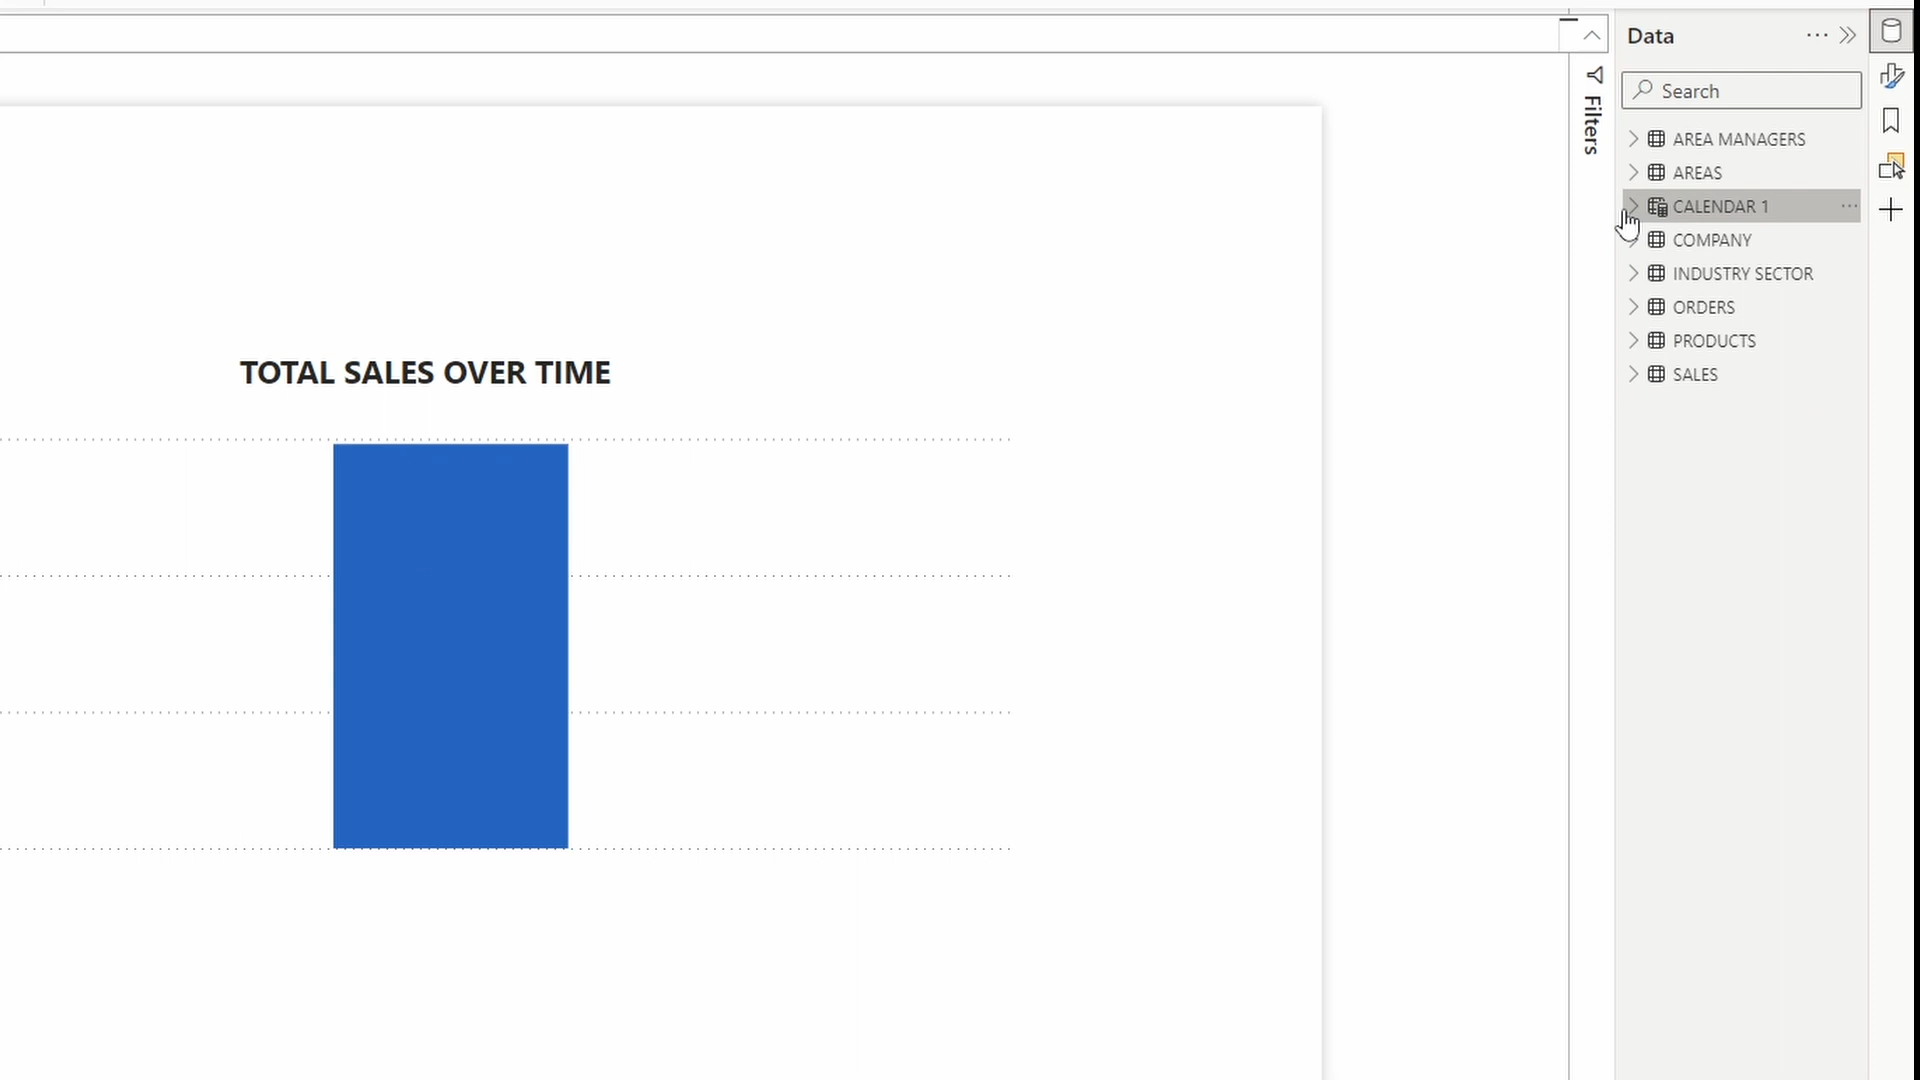 Data
Search
Filters
AREA MANAGERS
AREAS
CALENDAR 1
COMPANY
INDUSTRY SECTOR
ORDERS
PRODUCTS
SALES
TOTAL SALES OVER TIME